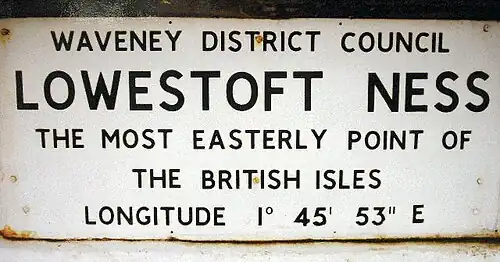 WAVENEY DISTRICT COUNCIL
LOWESTOFT NESS
THE MOST EASTERLY POINT OF
THE BRITISH ISLES
LONGITUDE 1° 45' 53" E